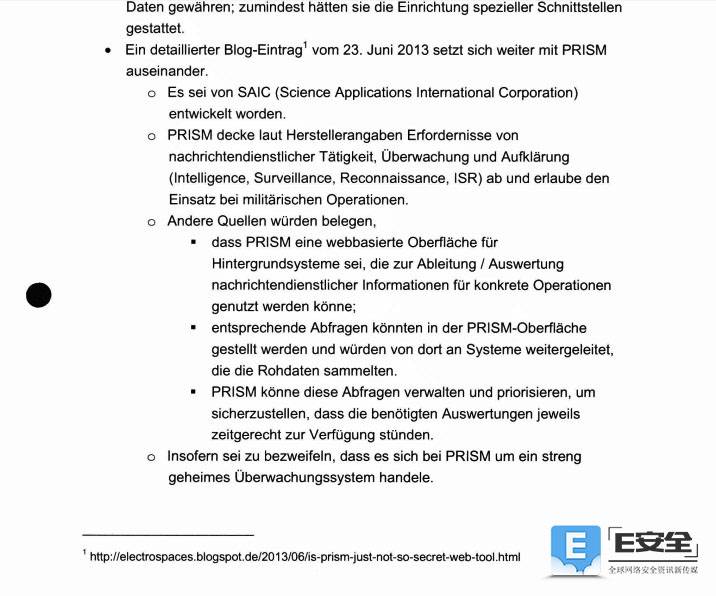 Daten gewähren; zumindest hätten sie die Einrichtung spezieller Schnittstellen
gestattet.
• Ein detaillierter Blog-Eintrag¹ vom 23. Juni 2013 setzt sich weiter mit PRISM
auseinander.
o Es sei von SAIC (Science Applications International Corporation)
entwickelt worden.
o PRISM decke laut Herstellerangaben Erfordernisse von
nachrichtendienstlicher Tätigkeit, Überwachung und Aufklärung
(Intelligence, Surveillance, Reconnaissance, ISR) ab und erlaube den
Einsatz bei militärischen Operationen.
o Andere Quellen würden belegen,
▪ dass PRISM eine webbasierte Oberfläche für
Hintergrundsysteme sei, die zur Ableitung / Auswertung
nachrichtendienstlicher Informationen für konkrete Operationen
genutzt werden könne;
▪ entsprechende Abfragen könnten in der PRISM-Oberfläche
gestellt werden und würden von dort an Systeme weitergeleitet,
die die Rohdaten sammelten.
▪ PRISM könne diese Abfragen verwalten und priorisieren, um
sicherzustellen, dass die benötigten Auswertungen jeweils
zeitgerecht zur Verfügung stünden.
o Insofern sei zu bezweifeln, dass es sich bei PRISM um ein streng
geheimes Überwachungssystem handele.
¹ http://electrospaces.blogspot.de/2013/06/is-prism-just-not-so-secret-web-tool.html
E
E安全
全球网络安全资讯新传媒